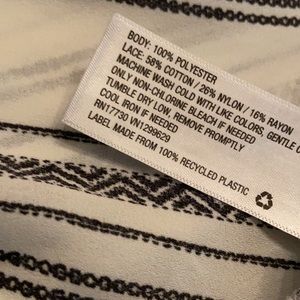 BODY: 100% POLYESTER
LACE: 58% COTTON / 26% NYLON / 16% RAYON
MACHINE WASH COLD WITH LIKE COLORS, GENTLE
ONLY NON-CHLORINE BLEACH IF NEEDED
TUMBLE DRY LOW, REMOVE PROMPTLY
COOL IRON IF NEEDED
RN17730 VN1299629
LABEL MADE FROM 100% RECYCLED PLASTIC